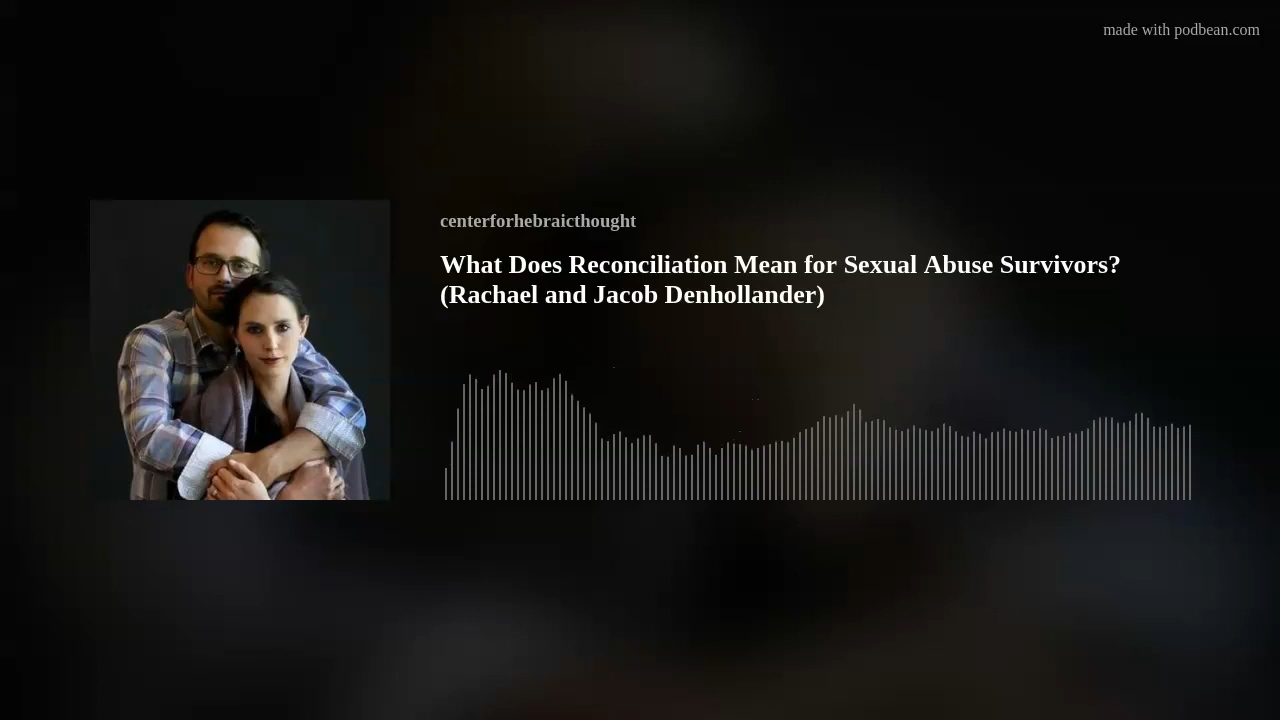 made with podbean.com
centerforhebraicthought
What Does Reconciliation Mean for Sexual Abuse Survivors?
(Rachael and Jacob Denhollander)